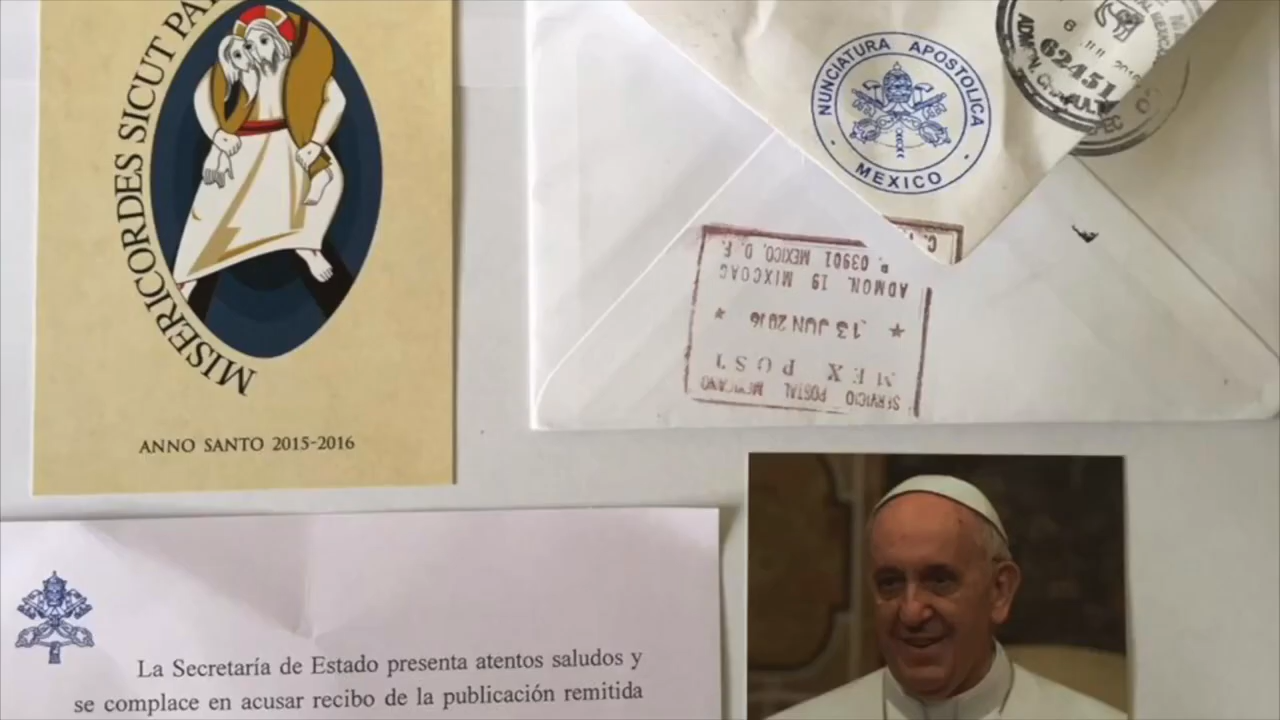 MISERICORDES SICUT PA
ANNO SANTO 2015-2016
NUNCIATURA APOSTOLICA
MEXICO
62451
SERVICIO POSTAL MEXICANO
MEX POST
★ 13 JUN 2016 ★
ADMON. 19 MIXCOAC
P. 03901 MEXICO, D. F.
La Secretaría de Estado presenta atentos saludos y
se complace en acusar recibo de la publicación remitida